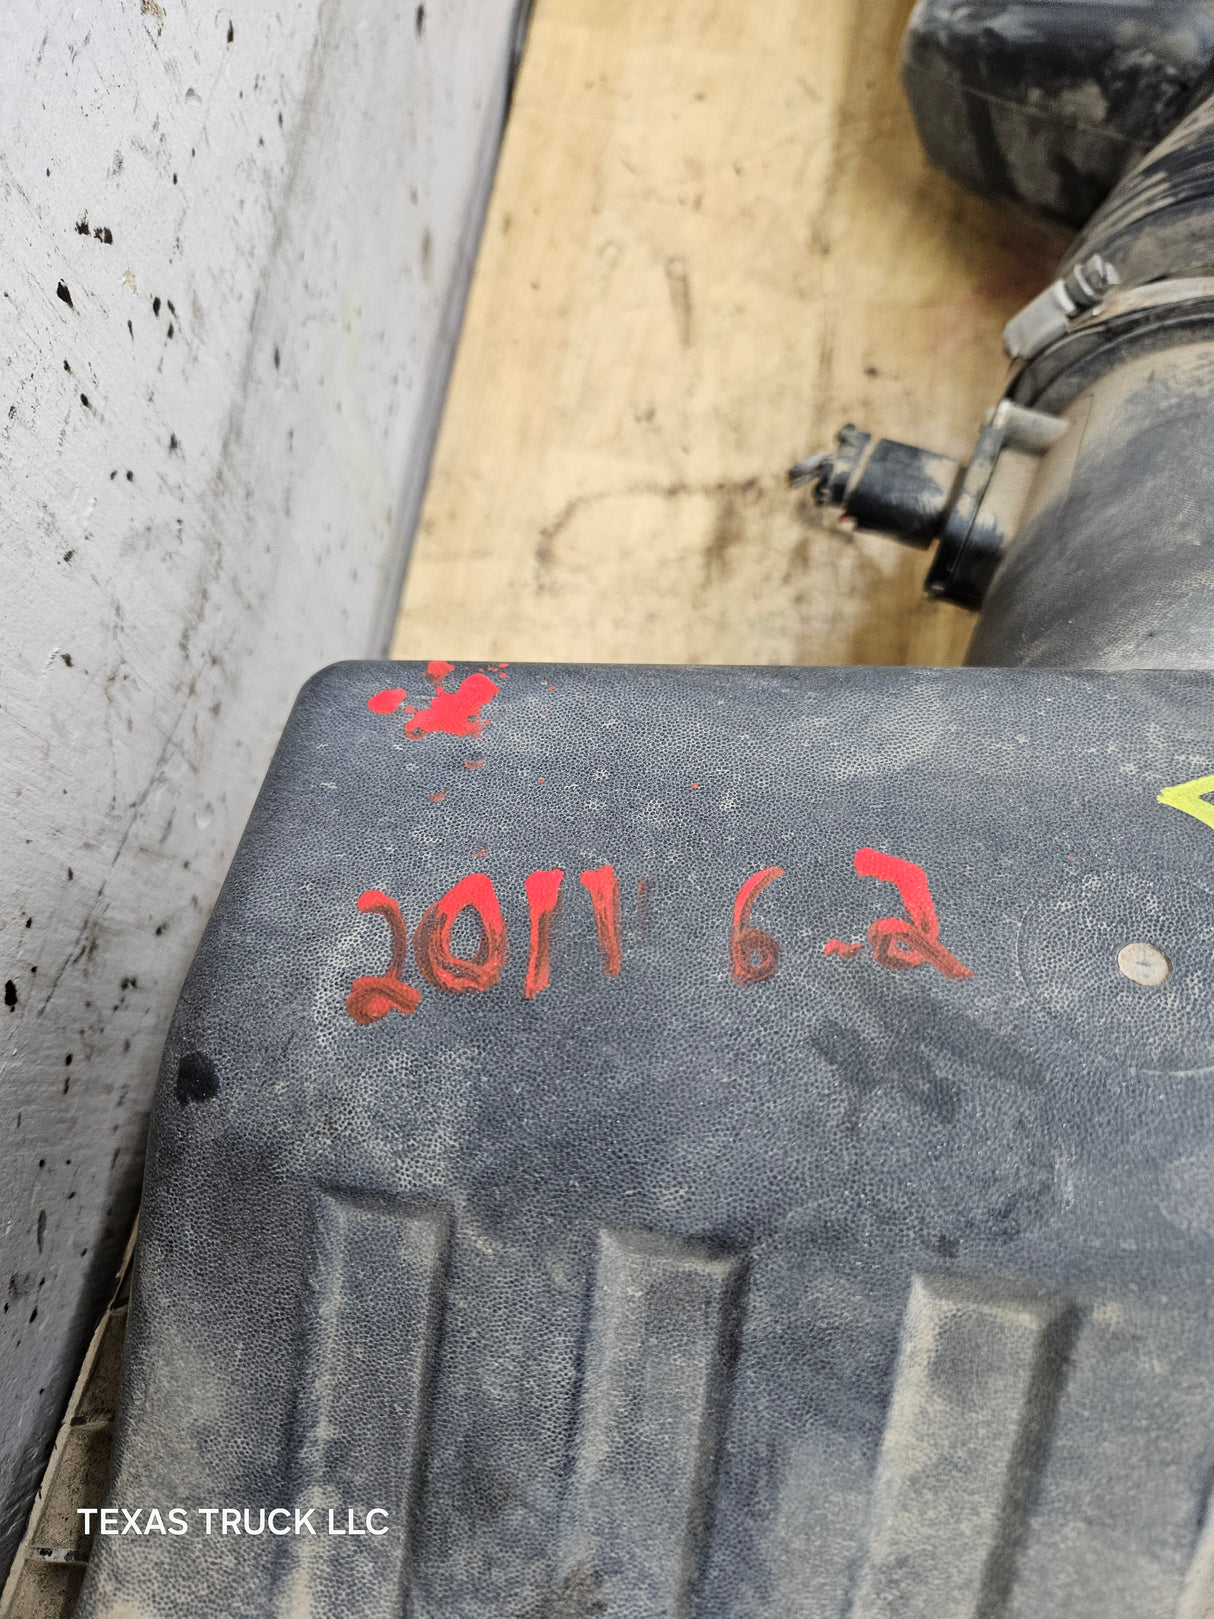 2011 6.2
TEXAS TRUCK LLC